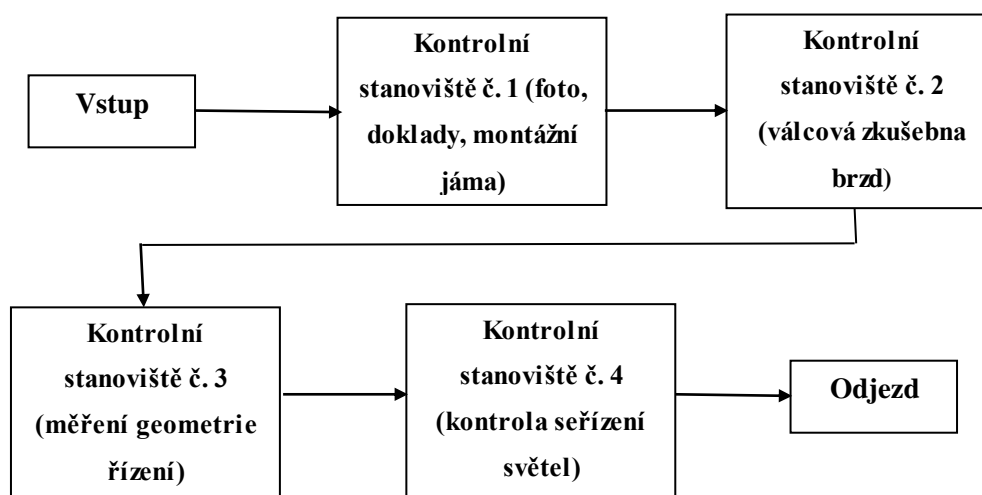 Vstup
Kontrolní
stanoviště č. 1 (foto,
doklady, montážní
jáma)
Kontrolní
stanoviště č. 2
(válcová zkušebna
brzd)
Kontrolní
stanoviště č. 3
(měření geometrie
řízení)
Kontrolní
stanoviště č. 4
(kontrola seřízení
světel)
Odjezd